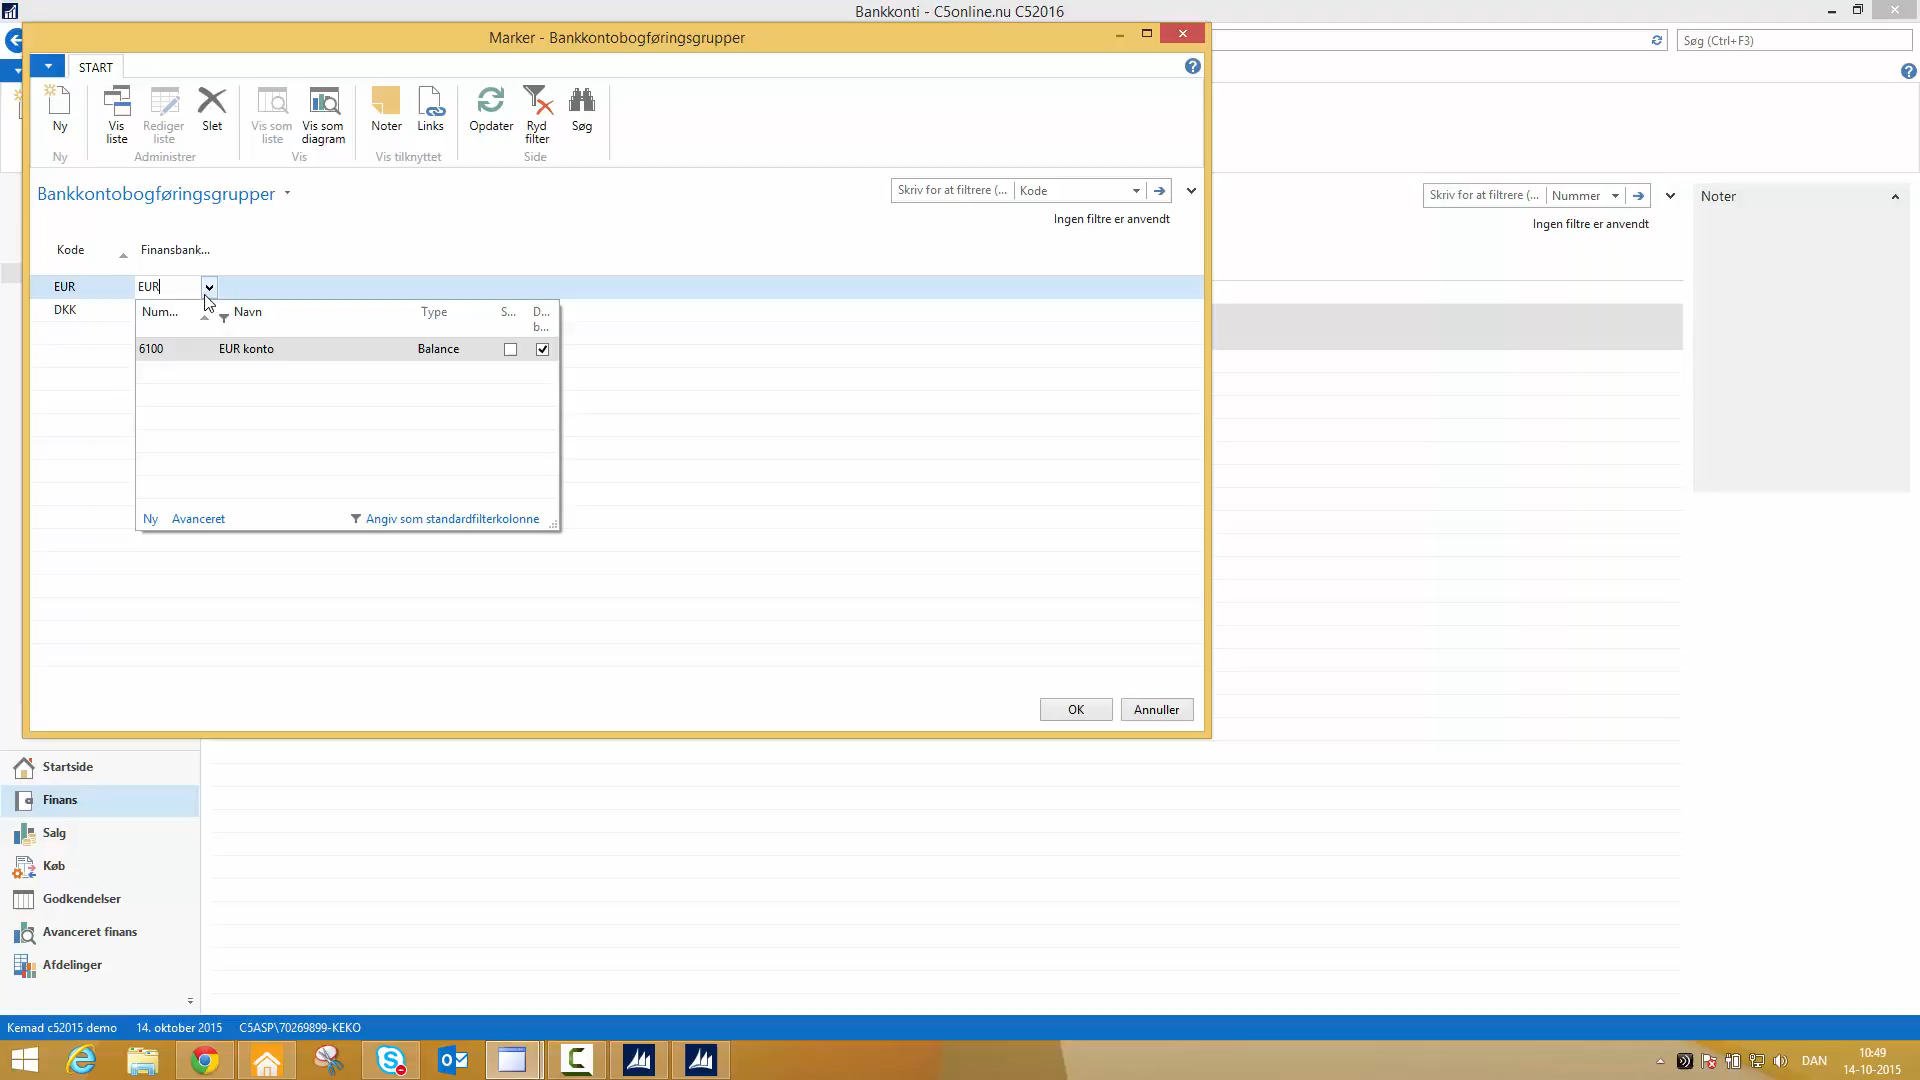 Bankkonti - C5online.nu C52016
Marker - Bankkontobogføringsgrupper
Søg (Ctrl+F3)
START
Ny
Vis liste
Rediger liste
Slet
Vis som liste
Vis som diagram
Noter
Links
Opdater
Ryd filter
Søg
Ny
Administrer
Vis
Vis tilknyttet
Side
Bankkontobogføringsgrupper
Skriv for at filtrere (...
Kode
Ingen filtre er anvendt
Skriv for at filtrere (...
Nummer
Ingen filtre er anvendt
Noter
Kode
Finansbank...
EUR
EUR
DKK
Num...
Navn
Type
S...
D... b...
6100
EUR konto
Balance
Ny
Avanceret
Angiv som standardfilterkolonne
OK
Annuller
Startside
Finans
Salg
Køb
Godkendelser
Avanceret finans
Afdelinger
Kemad c52015 demo
14. oktober 2015
C5ASP\70269899-KEKO
DAN
10:49
14-10-2015